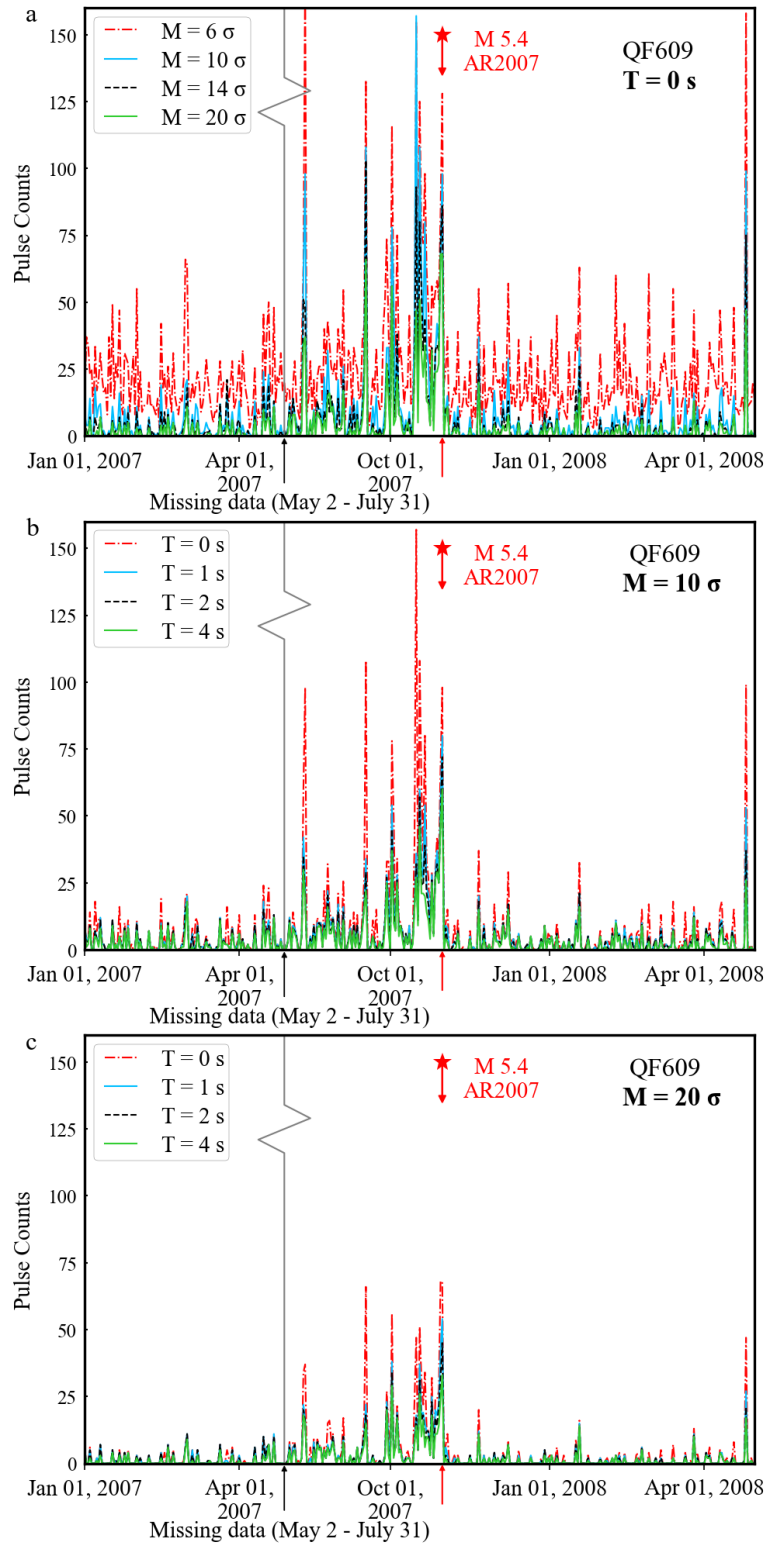 a
160
M = 6 σ
M = 10 σ
M = 14 σ
M = 20 σ
M 5.4
AR2007
QF609
T = 0 s
Pulse Counts
150
125
100
75
50
25
0
Jan 01, 2007
Apr 01,
2007
Oct 01,
2007
Jan 01, 2008
Apr 01, 2008
Missing data (May 2 - July 31)
b
T = 0 s
T = 1 s
T = 2 s
T = 4 s
M 5.4
AR2007
QF609
M = 10 σ
Pulse Counts
150
125
100
75
50
25
0
Jan 01, 2007
Apr 01,
2007
Oct 01,
2007
Jan 01, 2008
Apr 01, 2008
Missing data (May 2 - July 31)
c
T = 0 s
T = 1 s
T = 2 s
T = 4 s
M 5.4
AR2007
QF609
M = 20 σ
Pulse Counts
150
125
100
75
50
25
0
Jan 01, 2007
Apr 01,
2007
Oct 01,
2007
Jan 01, 2008
Apr 01, 2008
Missing data (May 2 - July 31)